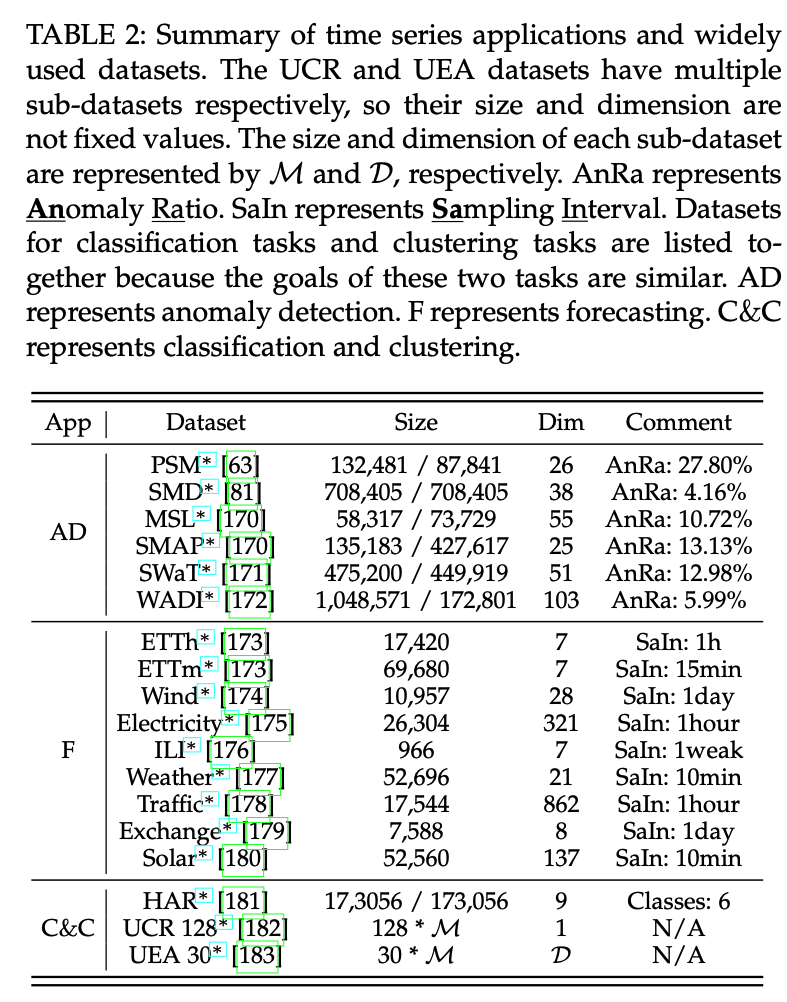 TABLE 2: Summary of time series applications and widely
used datasets. The UCR and UEA datasets have multiple
sub-datasets respectively, so their size and dimension are
not fixed values. The size and dimension of each sub-dataset
are represented by ℳ and 𝒟, respectively. AnRa represents
Anomaly Ratio. SaIn represents Sampling Interval. Datasets
for classification tasks and clustering tasks are listed to-
gether because the goals of these two tasks are similar. AD
represents anomaly detection. F represents forecasting. C&C
represents classification and clustering.
App Dataset Size Dim Comment
PSM* [63] 132,481 / 87,841 26 AnRa: 27.80%
SMD* [81] 708,405 / 708,405 38 AnRa: 4.16%
MSL* [170] 58,317 / 73,729 55 AnRa: 10.72%
AD
SMAP* [170] 135,183 / 427,617 25 AnRa: 13.13%
SWaT* [171] 475,200 / 449,919 51 AnRa: 12.98%
WADI* [172] 1,048,571 / 172,801 103 AnRa: 5.99%
ETTh* [173] 17,420 7 SaIn: 1h
ETTm* [173] 69,680 7 SaIn: 15min
Wind* [174] 10,957 28 SaIn: 1day
Electricity* [175] 26,304 321 SaIn: 1hour
F ILI* [176] 966 7 SaIn: 1weak
Weather* [177] 52,696 21 SaIn: 10min
Traffic* [178] 17,544 862 SaIn: 1hour
Exchange* [179] 7,588 8 SaIn: 1day
Solar* [180] 52,560 137 SaIn: 10min
HAR* [181] 17,3056 / 173,056 9 Classes: 6
C&C UCR 128* [182] 128 * ℳ 1 N/A
UEA 30* [183] 30 * ℳ 𝒟 N/A